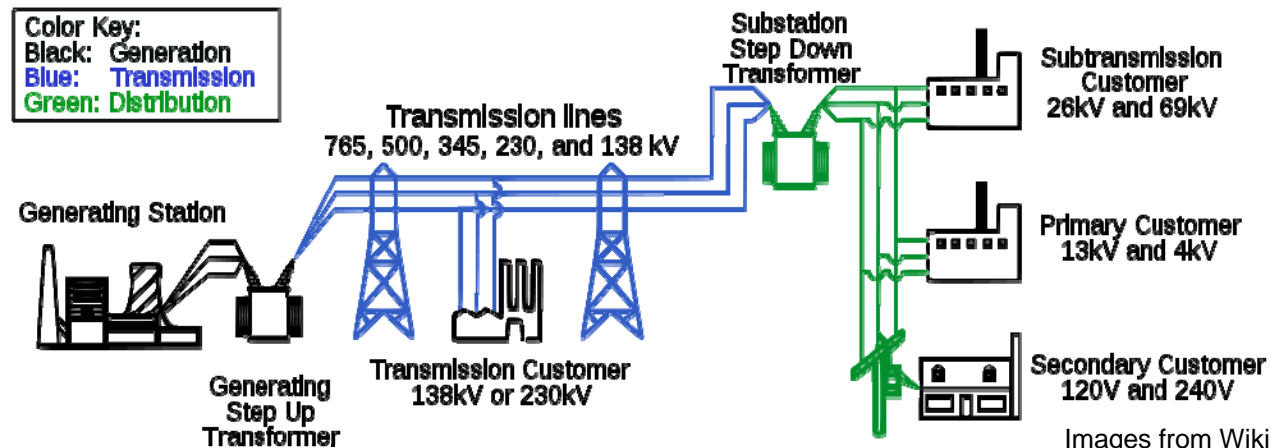 Color Key:
Black: Generation
Blue: Transmission
Green: Distribution
Substation
Step Down
Transformer
Subtransmission
Customer
26kV and 69kV
Transmission lines
765, 500, 345, 230, and 138 kV
Generating Station
Primary Customer
13kV and 4kV
Transmission Customer
138kV or 230kV
Secondary Customer
120V and 240V
Generating
Step Up
Transformer
Images from Wiki